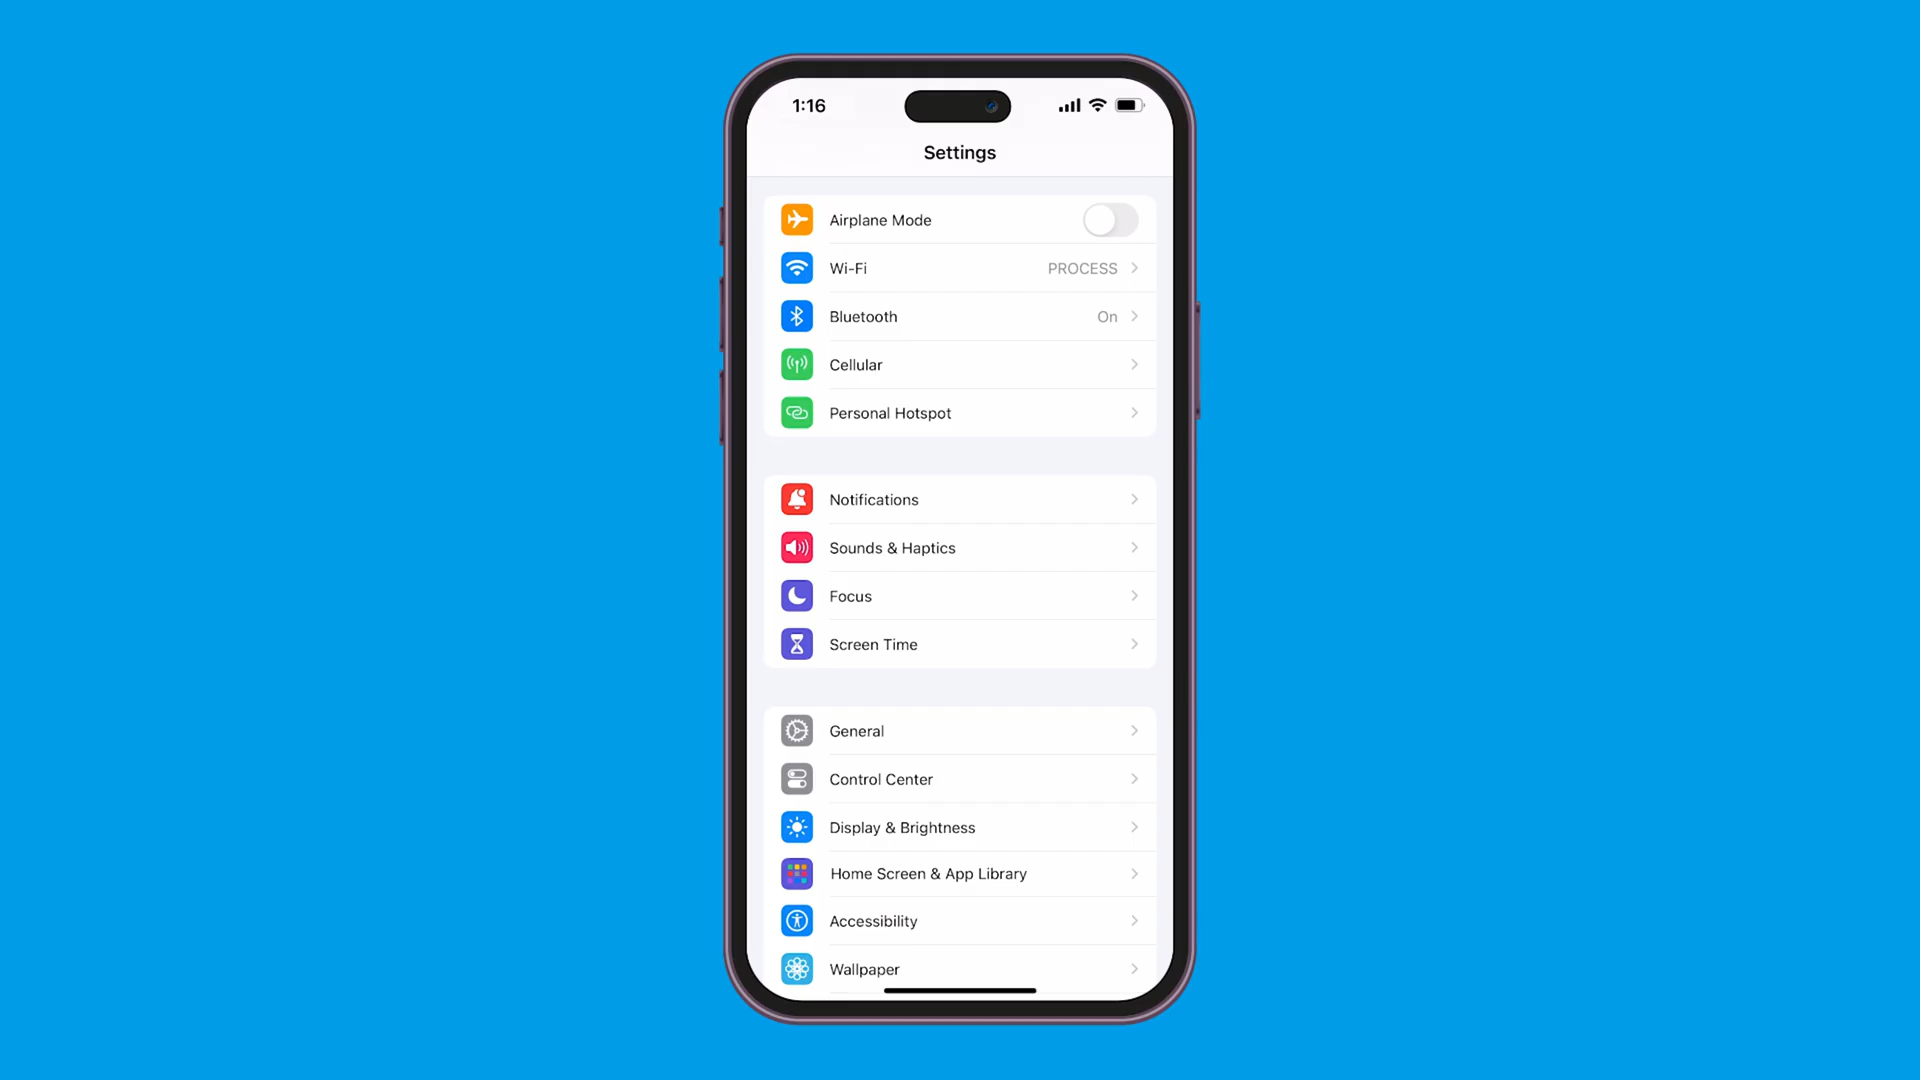 1:16
Settings
Airplane Mode
Wi-Fi PROCESS
Bluetooth On
Cellular
Personal Hotspot
Notifications
Sounds & Haptics
Focus
Screen Time
General
Control Center
Display & Brightness
Home Screen & App Library
Accessibility
Wallpaper